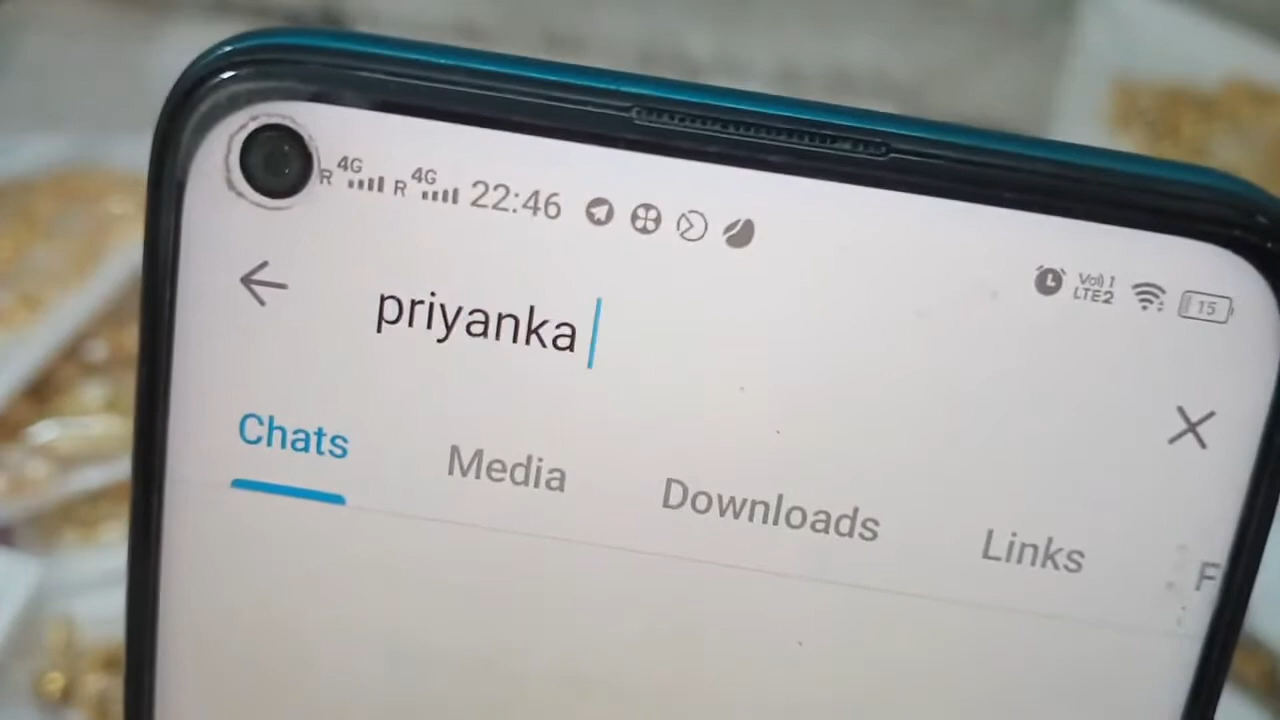 R 4G R 4G 22:46
Vo) 1
LTE2
15
priyanka
Chats Media Downloads Links F